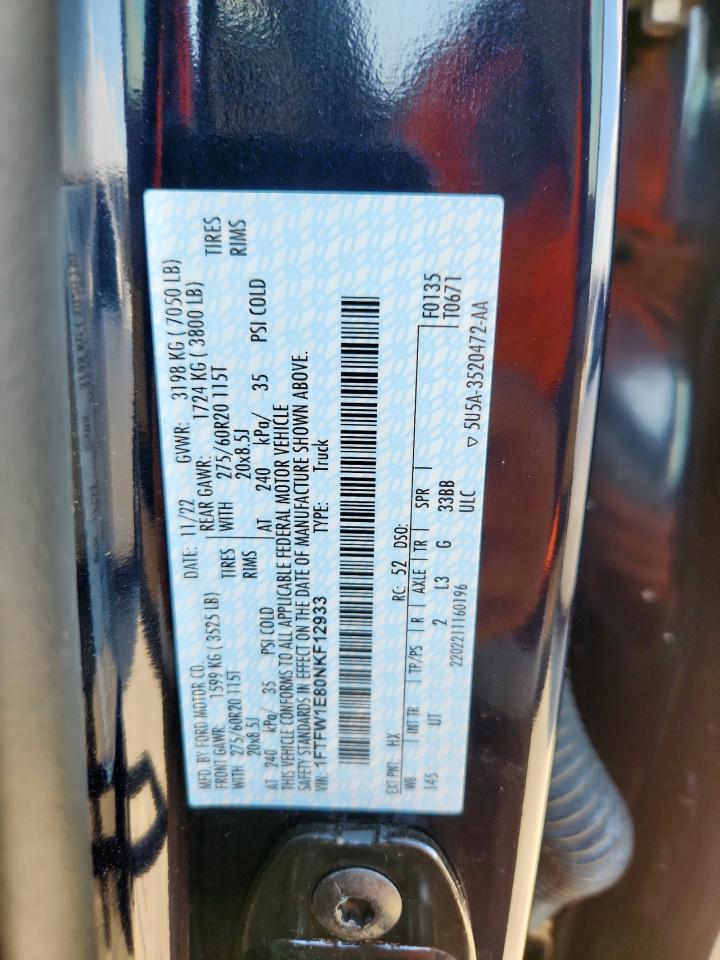 MFD. BY FORD MOTOR CO. DATE: 11/22 GVWR: 3198 KG ( 7050 LB)
FRONT GAWR: 1599 KG ( 3525 LB) REAR GAWR: 1724 KG ( 3800 LB)
WITH 275/60R20 115T TIRES WITH 275/60R20 115T TIRES
20x8.5J RIMS 20x8.5J RIMS
AT 240 kPa/ 35 PSI COLD AT 240 kPa/ 35 PSI COLD
THIS VEHICLE CONFORMS TO ALL APPLICABLE FEDERAL MOTOR VEHICLE
SAFETY STANDARDS IN EFFECT ON THE DATE OF MANUFACTURE SHOWN ABOVE.
VIN: 1FTFW1E80NKF12933 TYPE: Truck
EXT PNT: HX RC: 52 DSO: F0135
WB INT TR TP/PS R AXLE TR SPR T0671
145 UT 2 L3 G 33BB
2202211160196 ULC ▽ 5U5A-3520472-AA